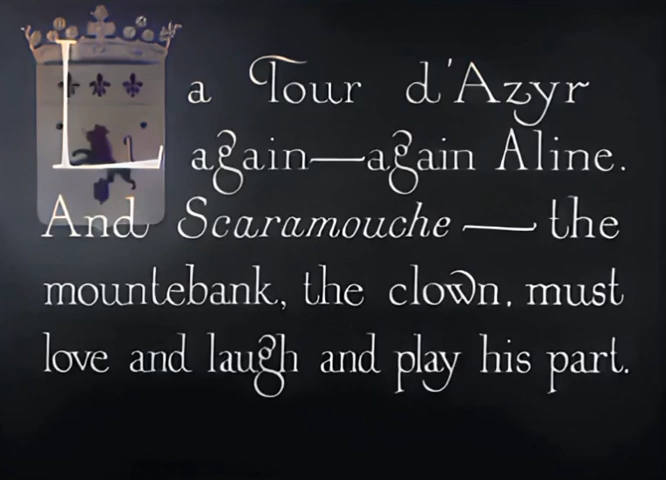 La Tour d'Azyr
again—again Aline.
And Scaramouche — the
mountebank, the clown, must
love and laugh and play his part.